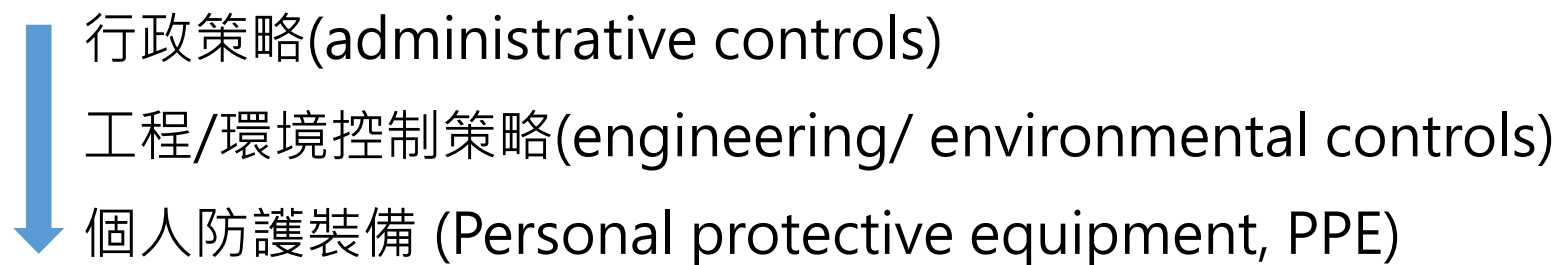 行政策略(administrative controls)
工程/環境控制策略(engineering/ environmental controls)
個人防護裝備 (Personal protective equipment, PPE)